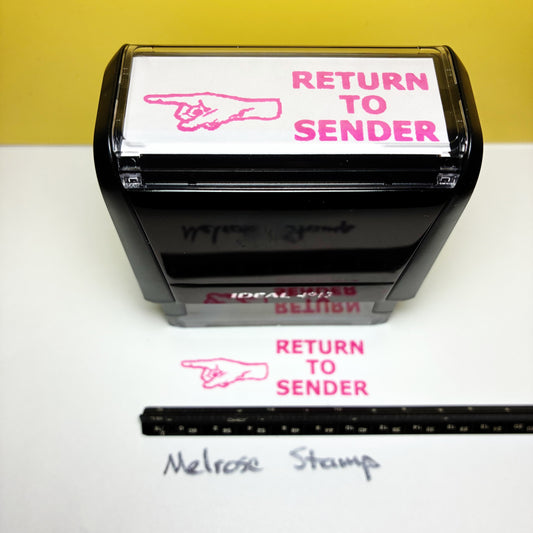 RETURN
TO
SENDER
IDEAL
RETURN
TO
SENDER
Melrose Stamp